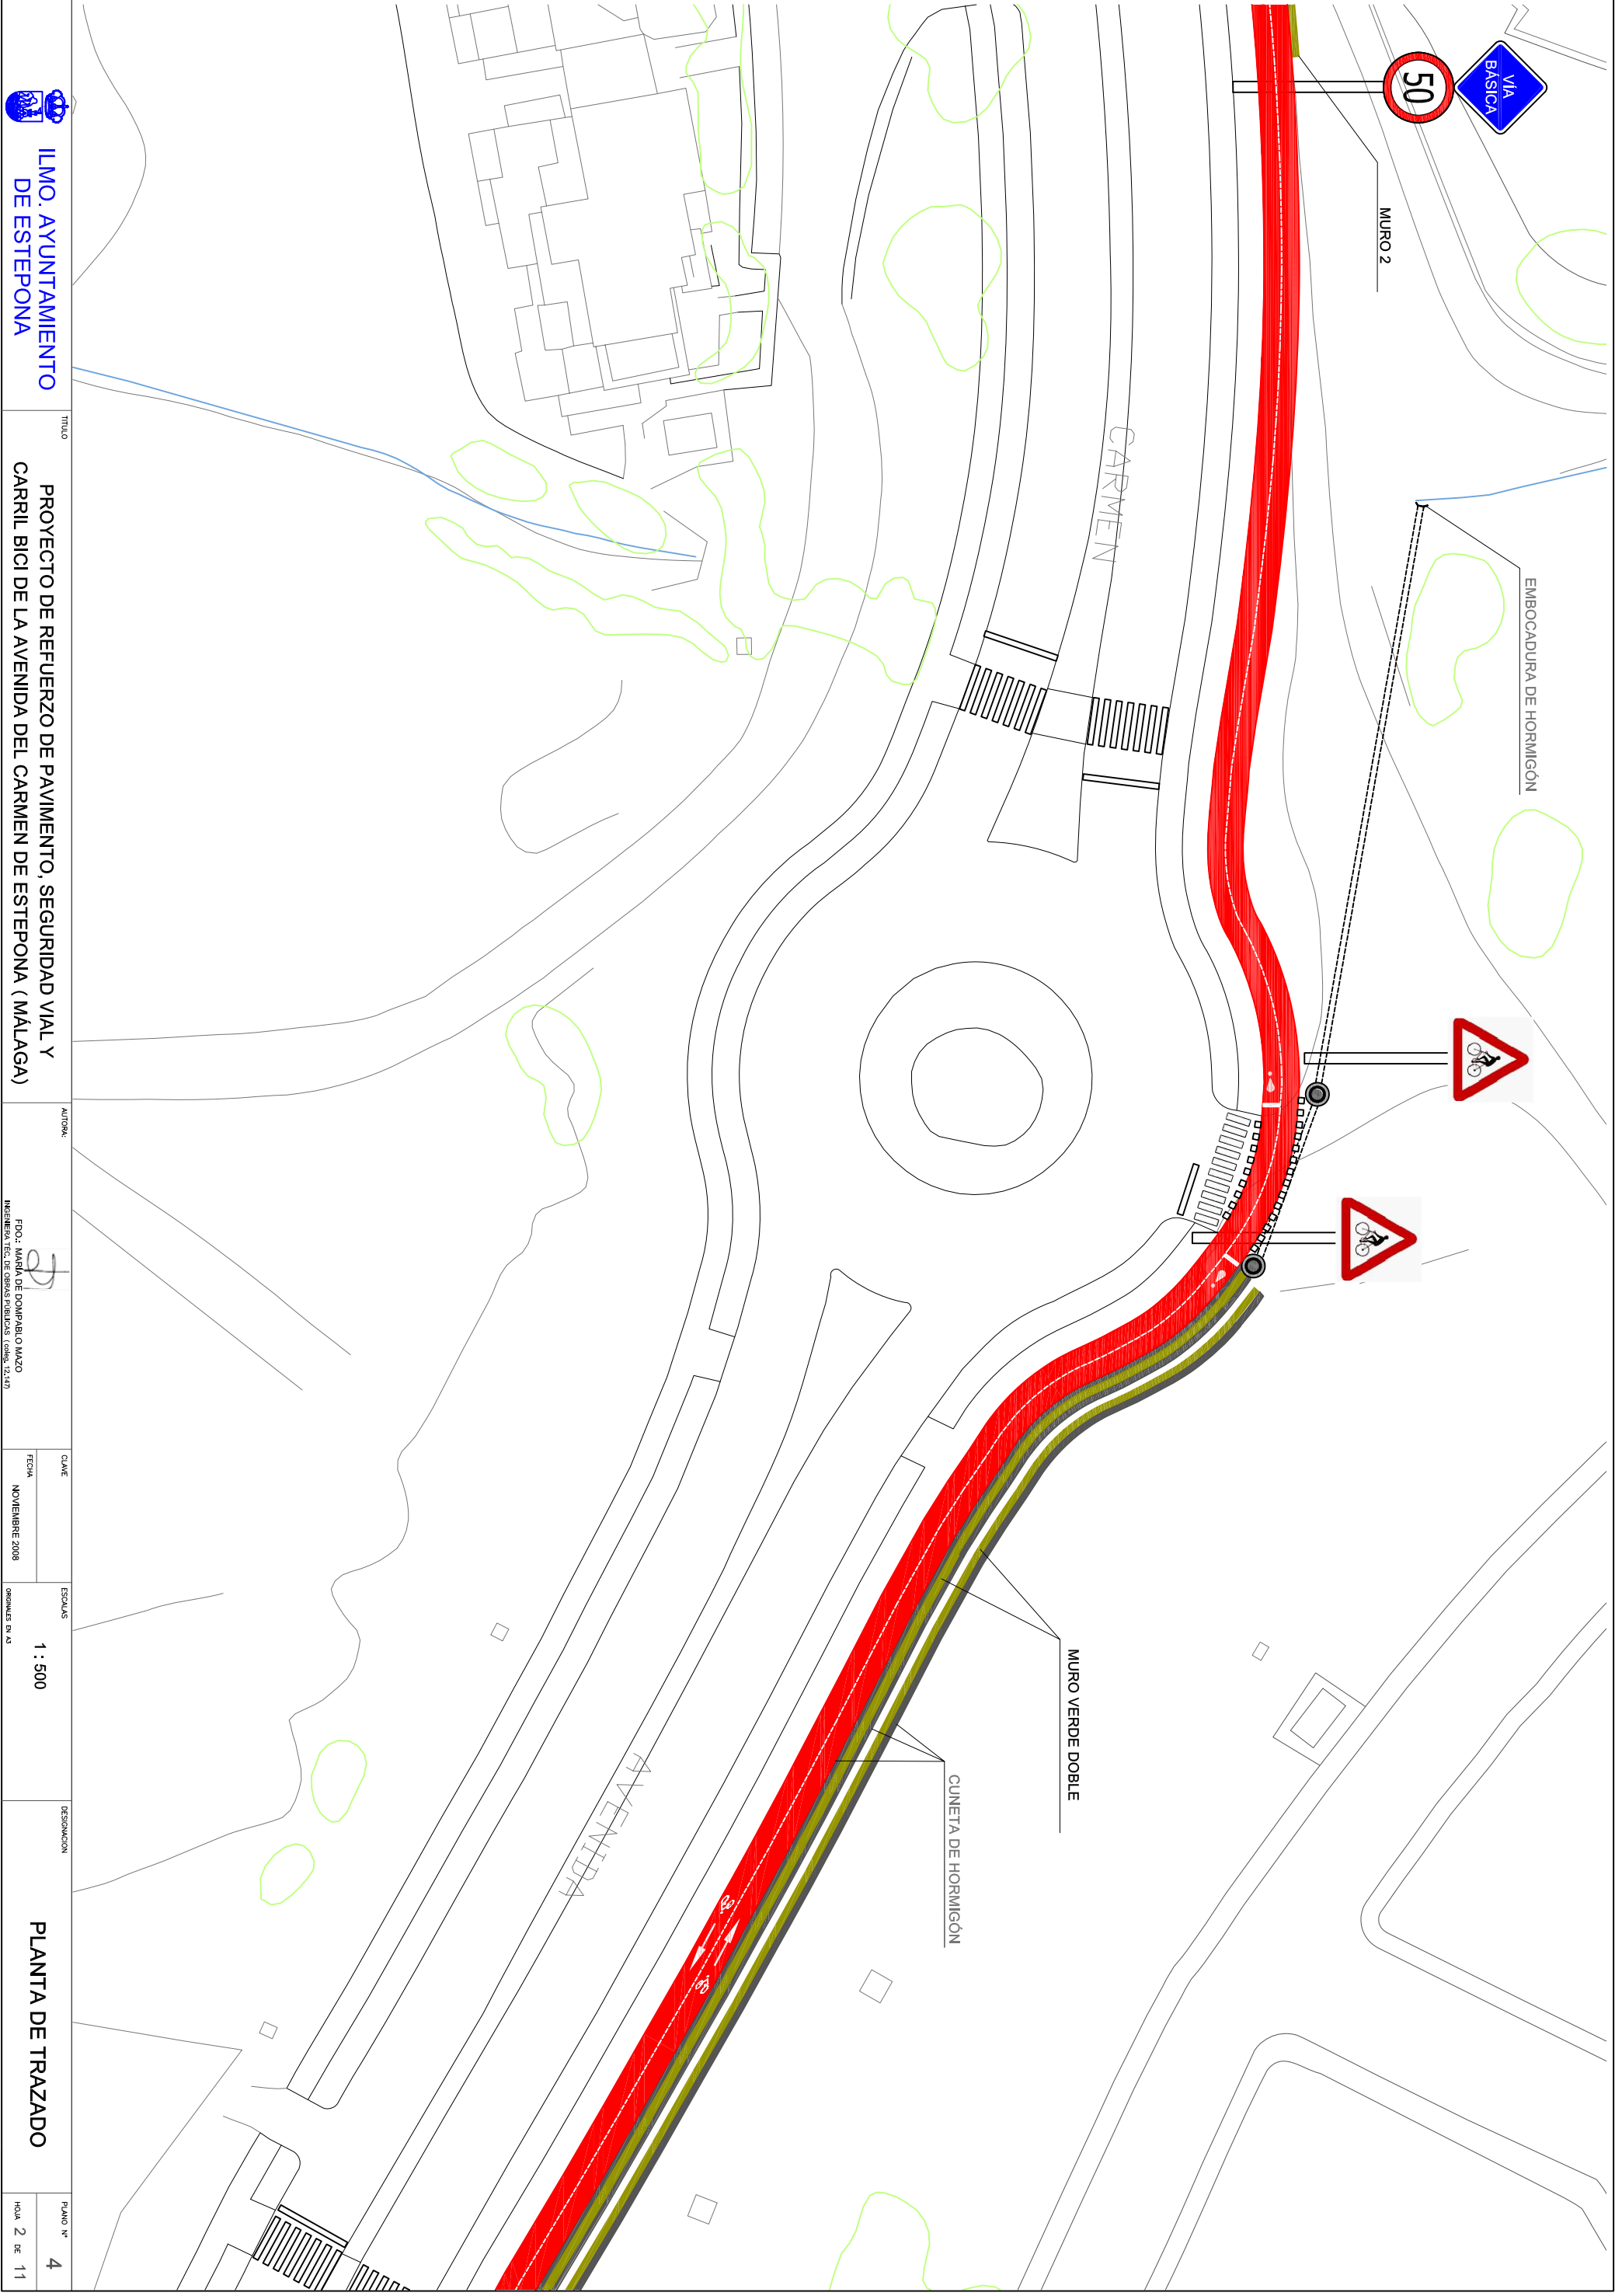 VÍA
BÁSICA
50
MURO 2
CARMEN
EMBOCADURA DE HORMIGÓN
MURO VERDE DOBLE
CUNETA DE HORMIGÓN
AVENIDA
ILMO. AYUNTAMIENTO
DE ESTEPONA
TITULO
PROYECTO DE REFUERZO DE PAVIMENTO, SEGURIDAD VIAL Y
CARRIL BICI DE LA AVENIDA DEL CARMEN DE ESTEPONA ( MÁLAGA)
AUTORA:
FDO.: MARÍA DE DOMPABLO MAZO
INGENIERA TÉC. DE OBRAS PÚBLICAS (coleg. 12.147)
CLAVE
FECHA
NOVIEMBRE 2008
ESCALAS
1 : 500
ORIGINALES EN A3
DESIGNACION
PLANTA DE TRAZADO
PLANO Nº
4
HOJA 2 DE 11